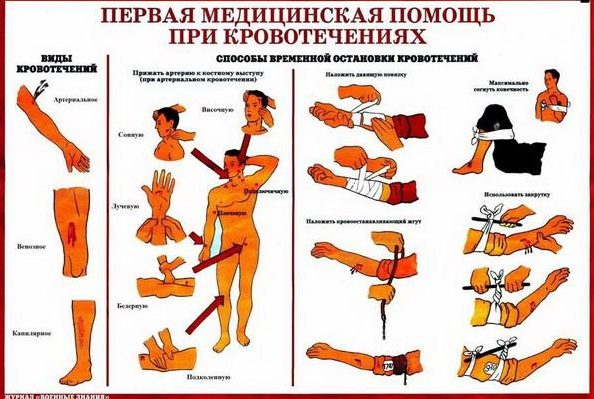 ПЕРВАЯ МЕДИЦИНСКАЯ ПОМОЩЬ
ПРИ КРОВОТЕЧЕНИЯХ
ВИДЫ
КРОВОТЕЧЕНИЙ
Артериальное
Венозное
Капилярное
СПОСОБЫ ВРЕМЕННОЙ ОСТАНОВКИ КРОВОТЕЧЕНИЙ
Прижать артерию к костному выступу
(при артериальном кровотечении)
Височную
Сонную
Подключичную
Лучевую
Плечевую
Бедерную
Подколенную
Наложить давящую повязку
Наложить кровоостанавливающий жгут
Максимально
согнуть конечность
Использовать закрутку
ЖУРНАЛ «ВОЕННЫЕ ЗНАНИЯ»